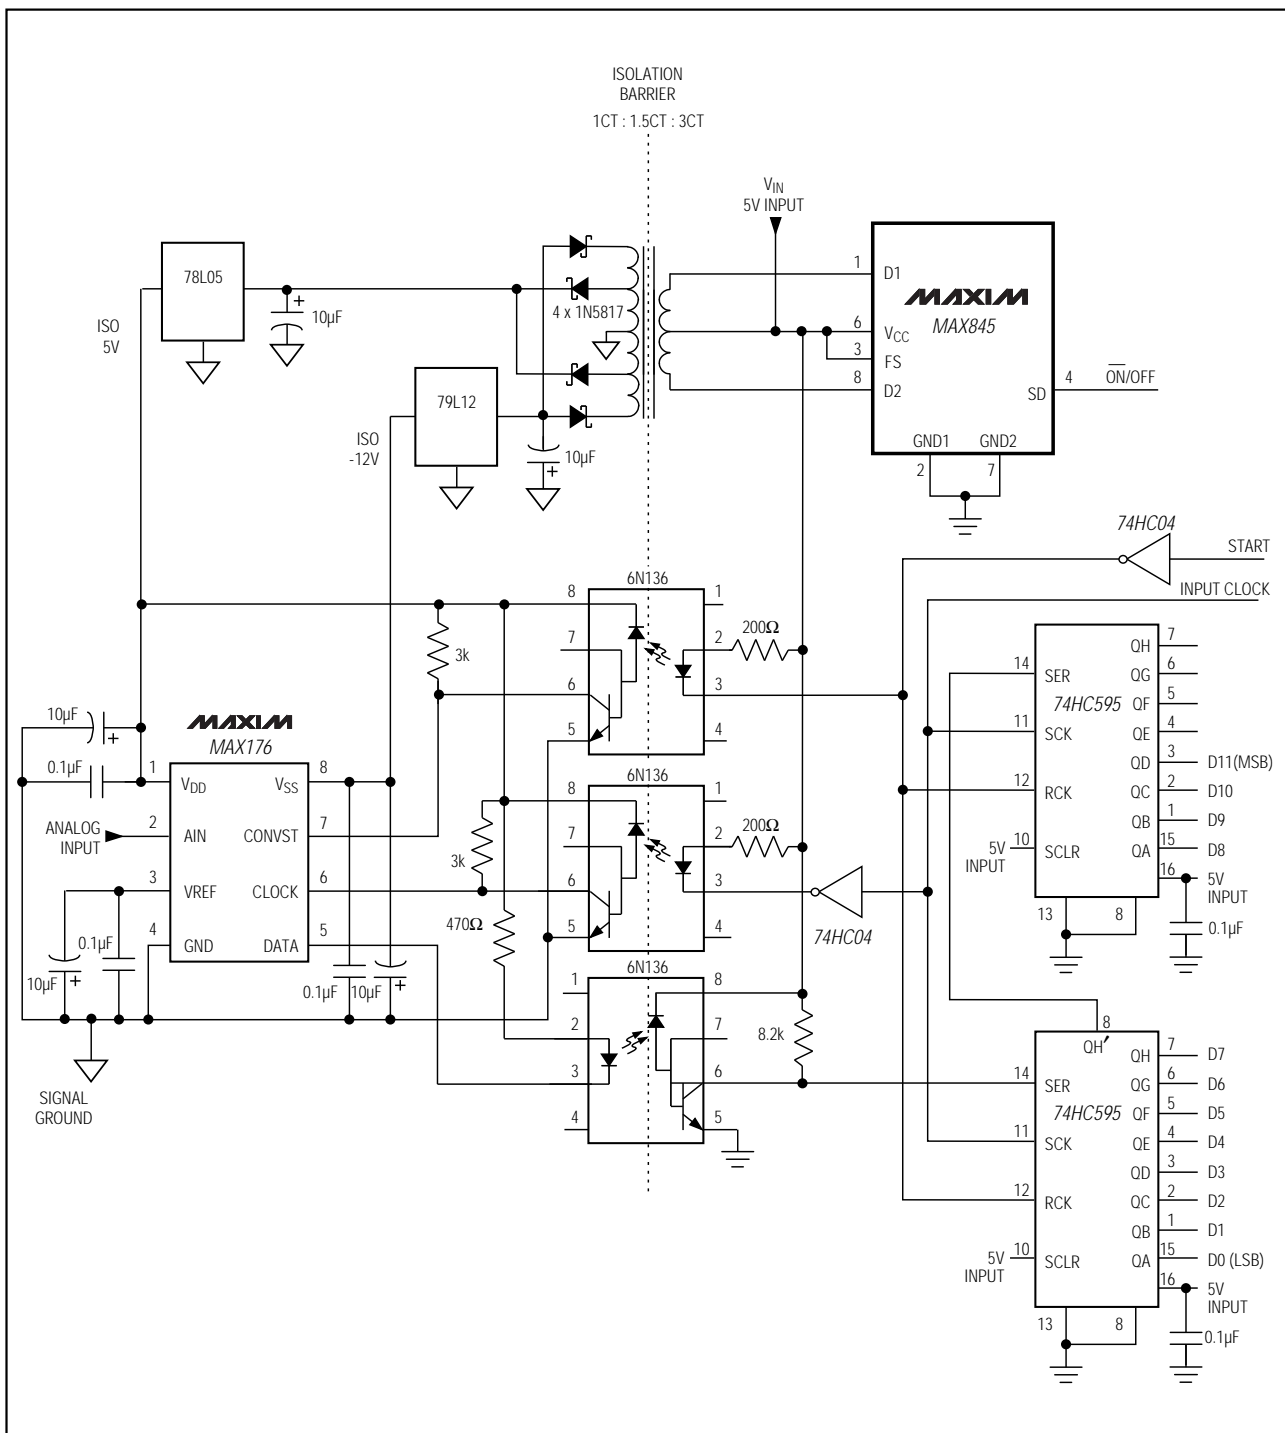 ISOLATION
BARRIER
1CT : 1.5CT : 3CT
VIN
5V INPUT
78L05
+
10µF
ISO
5V
4 x 1N5817
1
D1
MAXIM
MAX845
6
VCC
3
FS
8
D2
SD
4
ON/OFF
GND1
GND2
2
7
79L12
ISO
-12V
10µF
+
74HC04
START
INPUT CLOCK
6N136
8
1
7
2
200Ω
6
3
5
4
3k
10µF
+
MAXIM
MAX176
0.1µF
1
VDD
VSS
8
ANALOG
INPUT
2
AIN
CONVST
7
3
VREF
CLOCK
6
4
GND
DATA
5
0.1µF
10µF
+
0.1µF
10µF
+
SIGNAL
GROUND
6N136
8
1
7
2
200Ω
6
3
5
4
3k
470Ω
74HC04
6N136
1
8
2
7
3
6
4
5
8.2k
14
SER
QH
7
QG
6
74HC595
QF
5
11
SCK
QE
4
QD
3
D11(MSB)
12
RCK
QC
2
D10
QB
1
D9
5V
INPUT
10
SCLR
QA
15
D8
16
5V
INPUT
13
8
0.1µF
8
QH′
QH
7
D7
14
SER
QG
6
D6
74HC595
QF
5
D5
11
SCK
QE
4
D4
QD
3
D3
12
RCK
QC
2
D2
QB
1
D1
5V
INPUT
10
SCLR
QA
15
D0 (LSB)
16
5V
INPUT
13
8
0.1µF